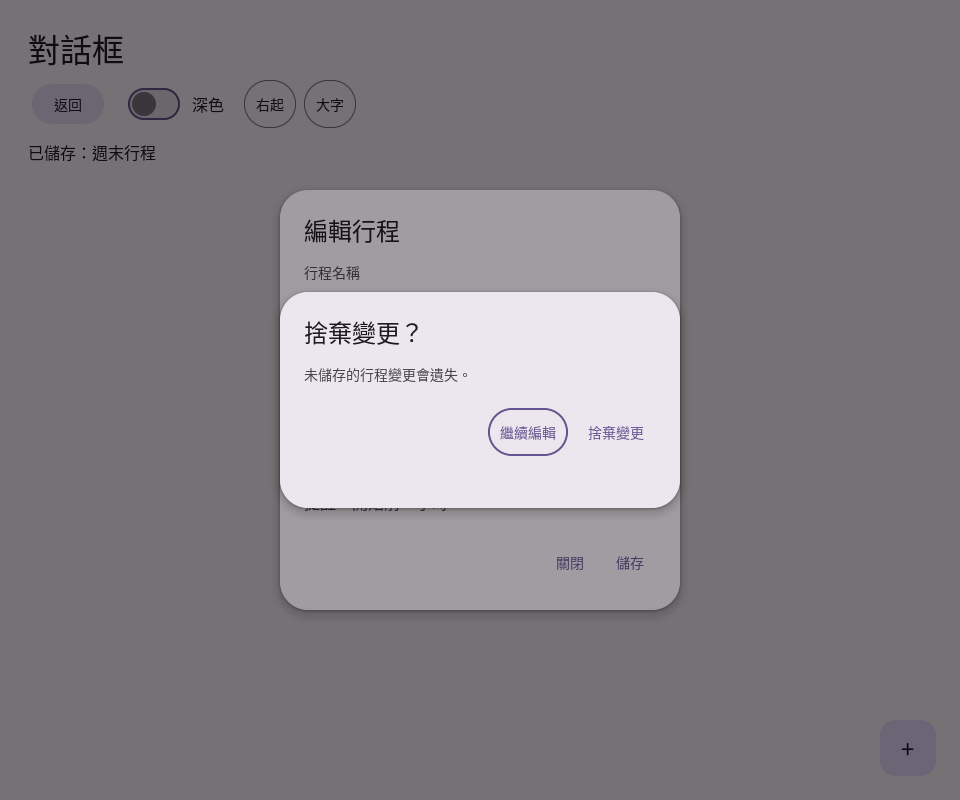 對話框
返回 深色 右起 大字
已儲存：週末行程
編輯行程
行程名稱
捨棄變更？
未儲存的行程變更會遺失。
繼續編輯 捨棄變更
關閉 儲存
+